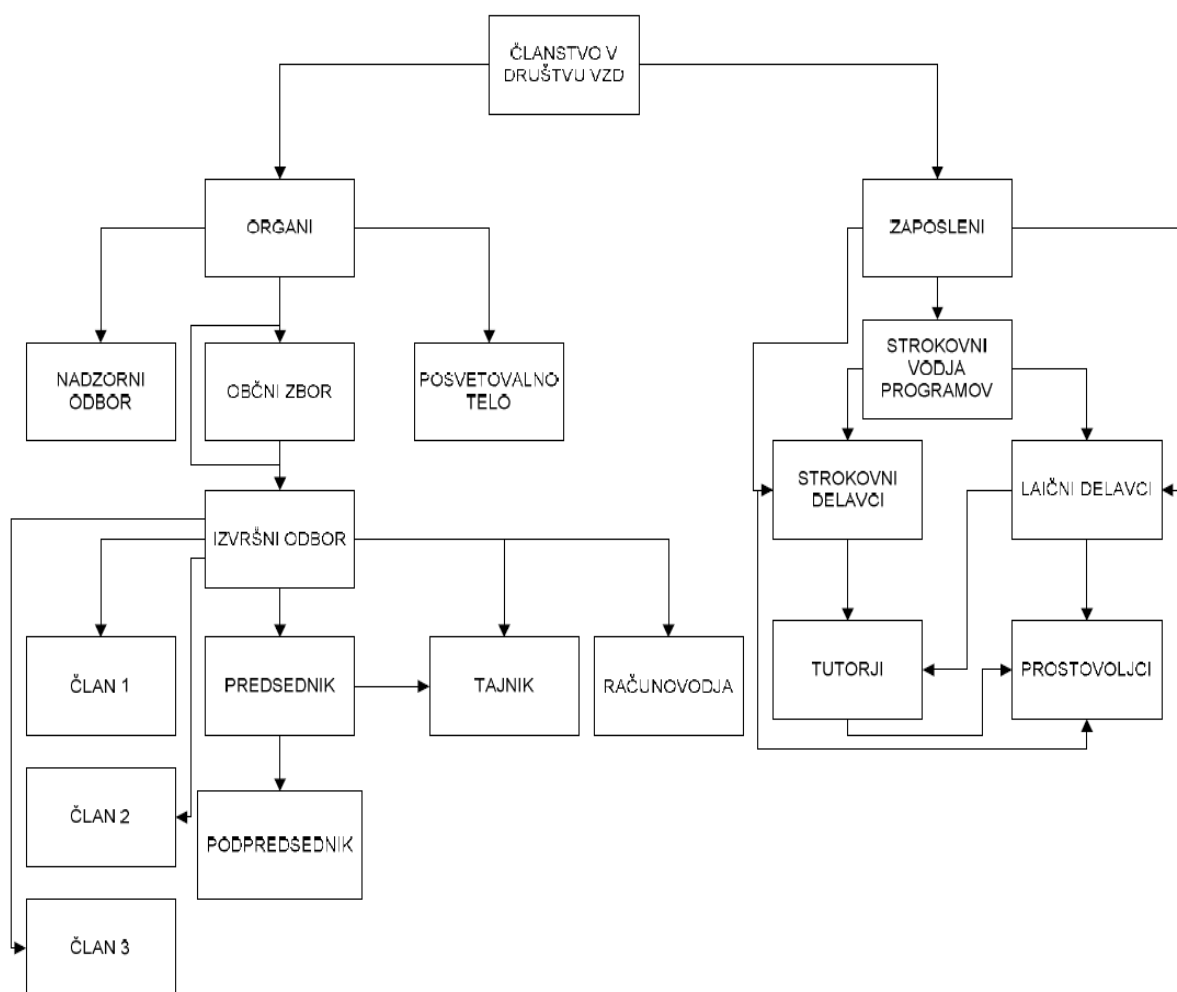 ČLANSTVO V
DRUŠTVU VZD
ORGANI
ZAPOSLENI
NADZORNI
ODBOR
OBČNI ZBOR
POSVETOVALNO
TELO
STROKOVNI
VODJA
PROGRAMOV
STROKOVNI
DELAVCI
LAIČNI DELAVCI
IZVRŠNI ODBOR
ČLAN 1
PREDSEDNIK
TAJNIK
RAČUNOVODJA
TUTORJI
PROSTOVOLJCI
ČLAN 2
PODPREDSEDNIK
ČLAN 3